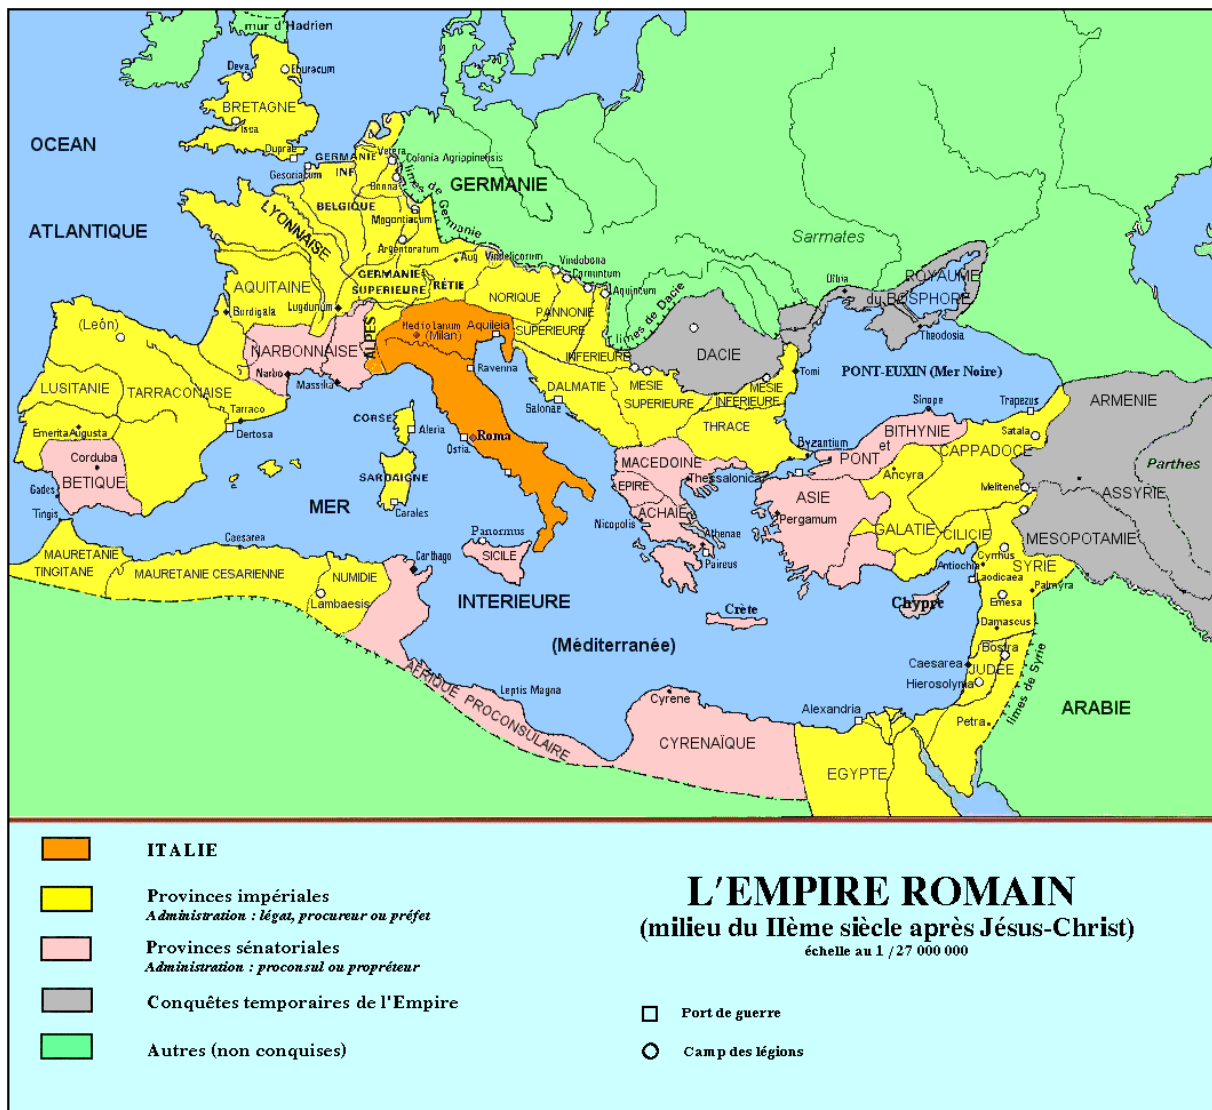 mur d'Hadrien
Deva
Eburacum
BRETAGNE
Isca
OCEAN
Duprae
GERMANIE
INF
Vetera
Colonia Agrippinensis
Gesoriacum
Bonna
limes de Germanie
GERMANIE
BELGIQUE
LYONNAISE
Mogontiacum
ATLANTIQUE
Sarmates
Argentoratum
Aug Vindelicorum
Vindobona
Carnuntum
Aquincum
GERMANIE
SUPERIEURE
RÉTIE
NORIQUE
PANNONIE
SUPERIEURE
INFERIEURE
limes de Dacie
Olbia
ROYAUME
du BOSPHORE
Theodosia
AQUITAINE
Lugdunum
Burdigala
(León)
NARBONNAISE
ALPES
Mediolanum
(Milan)
Aquileia
DACIE
LUSITANIE
TARRACONAISE
Narbo
Massilia
Ravenna
DALMATIE
MESIE
SUPERIEURE
MESIE
INFERIEURE
Tomi
PONT-EUXIN (Mer Noire)
Sinope
Trapezus
ARMENIE
Salonae
THRACE
BITHYNIE
et
PONT
Satala
CAPPADOCE
Parthes
Emerita Augusta
Tarraco
Dertosa
CORSE
Aleria
Roma
Ostia
Byzantium
Corduba
BETIQUE
MACEDOINE
Thessalonica
Ancyra
Melitene
ASSYRIE
SARDAIGNE
Carales
EPIRE
ACHAIE
ASIE
Pergamum
GALATIE
CILICIE
MESOPOTAMIE
Gades
Tingis
MER
Panormus
SICILE
Nicopolis
Athenae
Paireus
Cyrrhus
SYRIE
Antiochia
Laodicaea
Palmyra
MAURETANIE
TINGITANE
Caesarea
MAURETANIE CESARIENNE
NUMIDIE
Lambaesis
Carthago
INTERIEURE
(Méditerranée)
Crète
Chypre
Emesa
Damascus
Bostra
JUDÉE
Caesarea
Hierosolyma
limes de Syrie
AFRIQUE PROCONSULAIRE
Leptis Magna
Cyrene
CYRENAÏQUE
Alexandria
Petra
ARABIE
EGYPTE
ITALIE
Provinces impériales
Administration : légat, procureur ou préfet
Provinces sénatoriales
Administration : proconsul ou propréteur
Conquêtes temporaires de l'Empire
Autres (non conquises)
L'EMPIRE ROMAIN
(milieu du IIème siècle après Jésus-Christ)
échelle au 1 / 27 000 000
Port de guerre
Camp des légions